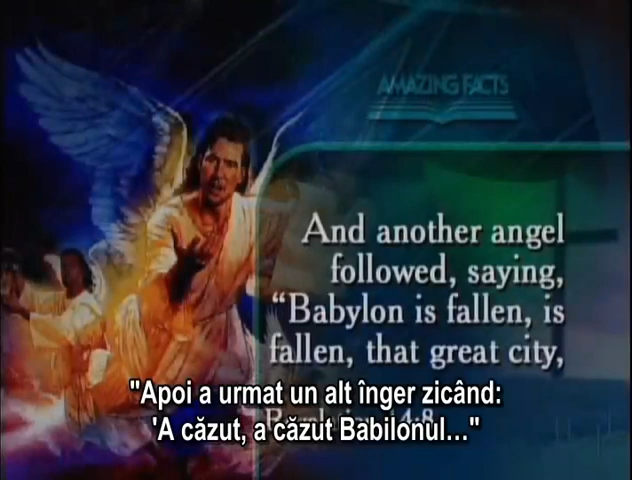 AMAZING FACTS
And another angel
followed, saying,
“Babylon is fallen, is
fallen, that great city,
"Apoi a urmat un alt înger zicând:
'A căzut, a căzut Babilonul..."